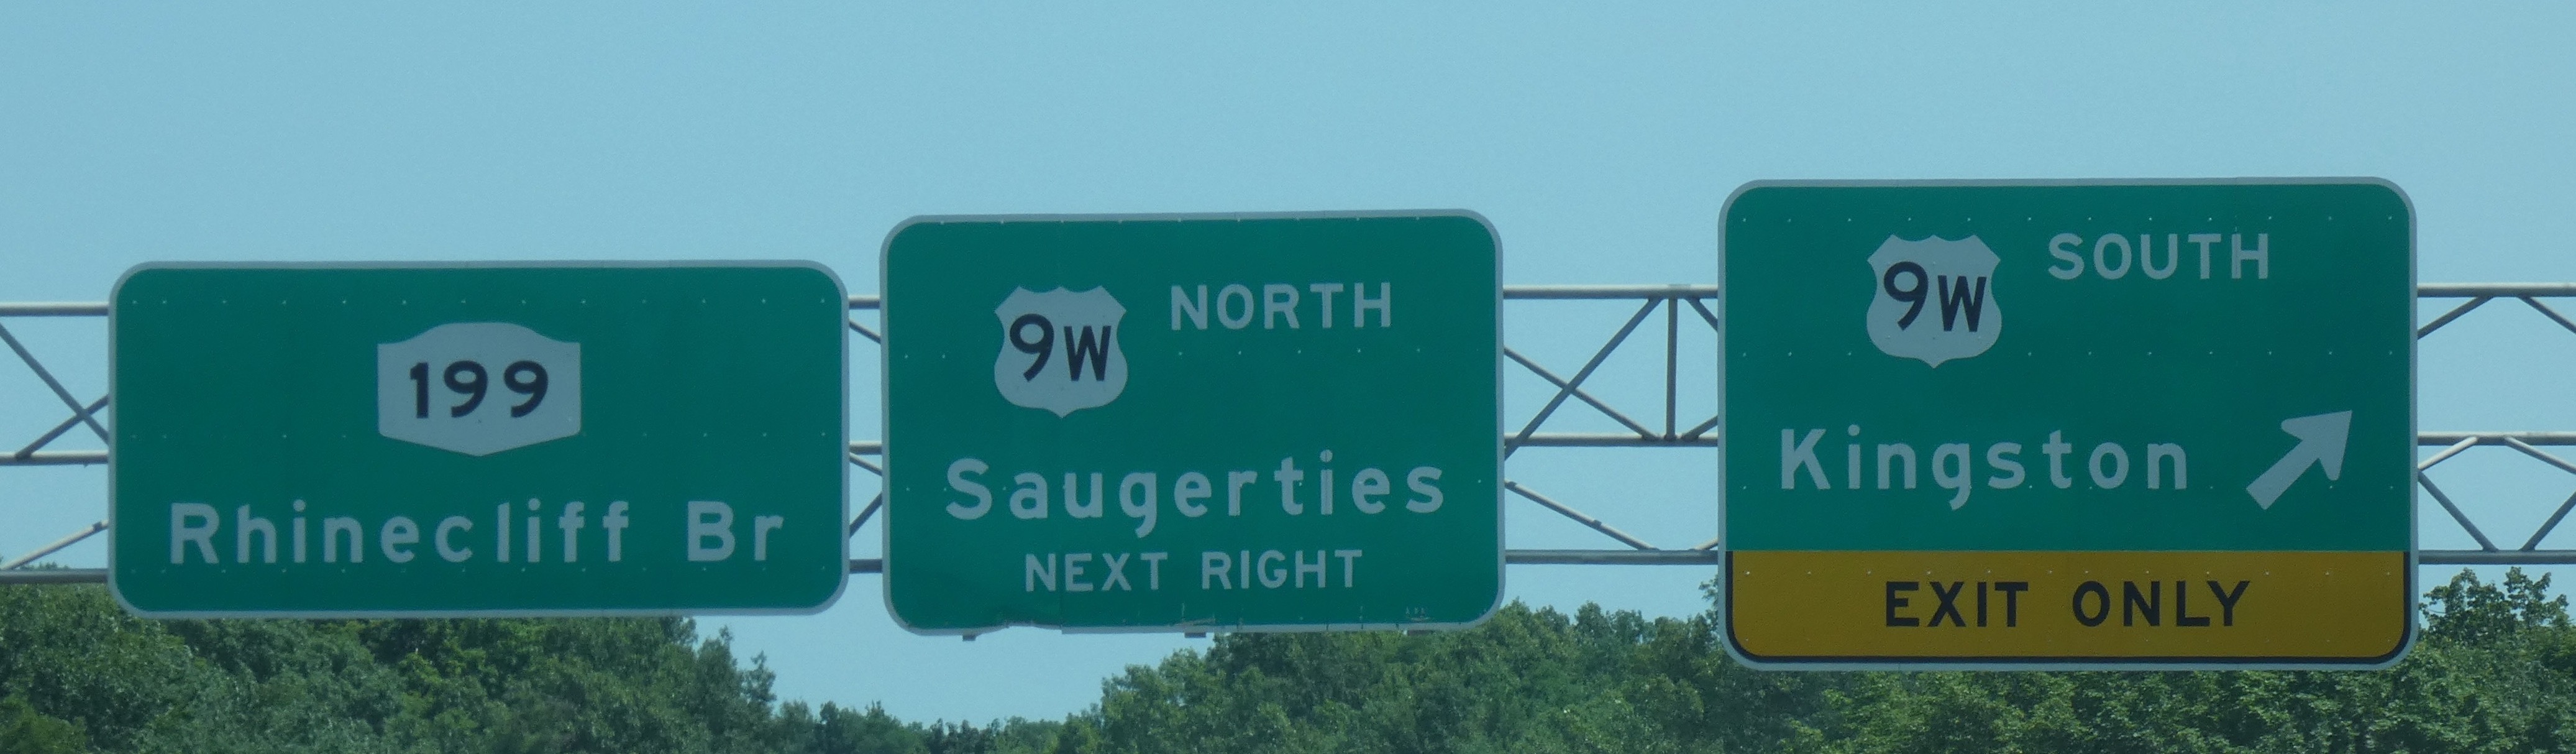 199
Rhinecliff Br
9W NORTH
Saugerties
NEXT RIGHT
9W SOUTH
Kingston
EXIT ONLY